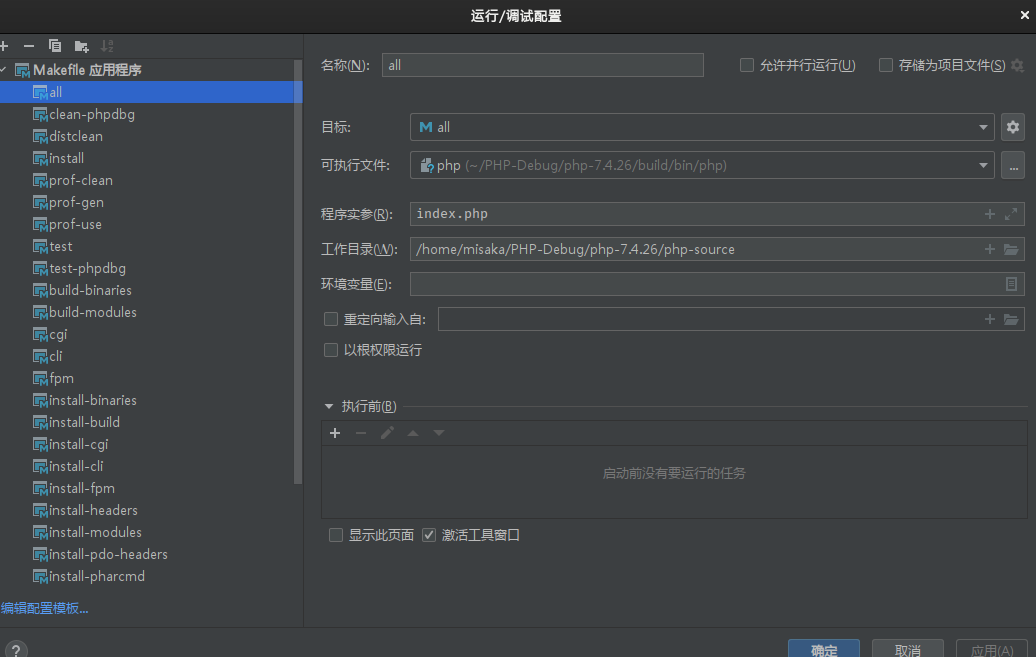 运行/调试配置
Makefile 应用程序
all
clean-phpdbg
distclean
install
prof-clean
prof-gen
prof-use
test
test-phpdbg
build-binaries
build-modules
cgi
cli
fpm
install-binaries
install-build
install-cgi
install-cli
install-fpm
install-headers
install-modules
install-pdo-headers
install-pharcmd
编辑配置模板...
?
名称(N): all 允许并行运行(U) 存储为项目文件(S)
目标: all
可执行文件: php (~/PHP-Debug/php-7.4.26/build/bin/php) ...
程序实参(R): index.php
工作目录(W): /home/misaka/PHP-Debug/php-7.4.26/php-source
环境变量(E):
重定向输入自:
以根权限运行
执行前(B)
启动前没有要运行的任务
显示此页面 激活工具窗口
确定 取消 应用(A)